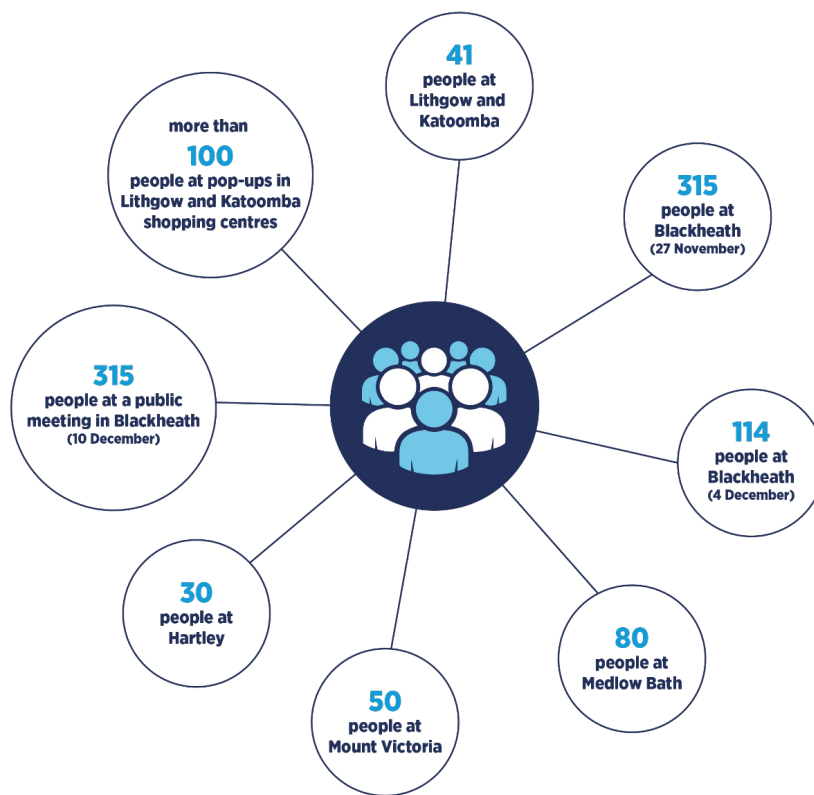 41
people at
Lithgow and
Katoomba
315
people at
Blackheath
(27 November)
114
people at
Blackheath
(4 December)
80
people at
Medlow Bath
50
people at
Mount Victoria
30
people at
Hartley
315
people at a public
meeting in Blackheath
(10 December)
more than
100
people at pop-ups in
Lithgow and Katoomba
shopping centres